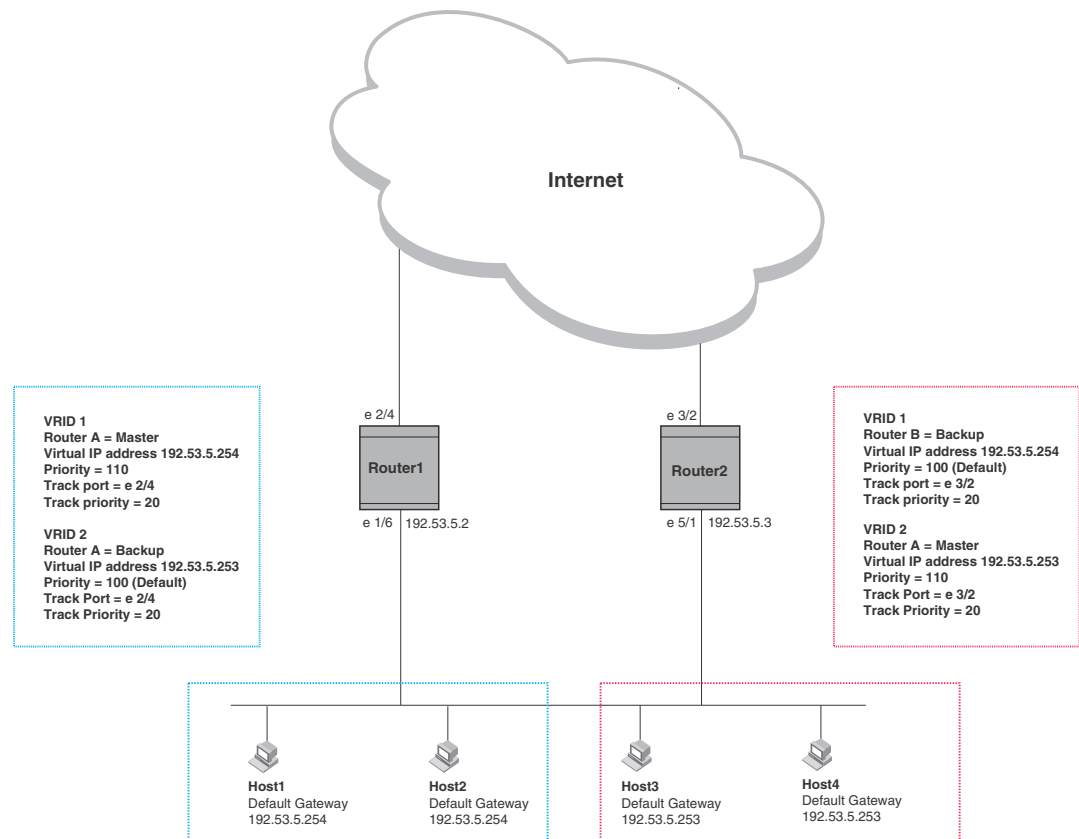 Internet
VRID 1
Router A = Master
Virtual IP address 192.53.5.254
Priority = 110
Track port = e 2/4
Track priority = 20
VRID 2
Router A = Backup
Virtual IP address 192.53.5.253
Priority = 100 (Default)
Track Port = e 2/4
Track Priority = 20
e 2/4
Router1
e 1/6
192.53.5.2
e 3/2
Router2
e 5/1
192.53.5.3
VRID 1
Router B = Backup
Virtual IP address 192.53.5.254
Priority = 100 (Default)
Track port = e 3/2
Track priority = 20
VRID 2
Router A = Master
Virtual IP address 192.53.5.253
Priority = 110
Track Port = e 3/2
Track Priority = 20
Host1
Default Gateway
192.53.5.254
Host2
Default Gateway
192.53.5.254
Host3
Default Gateway
192.53.5.253
Host4
Default Gateway
192.53.5.253